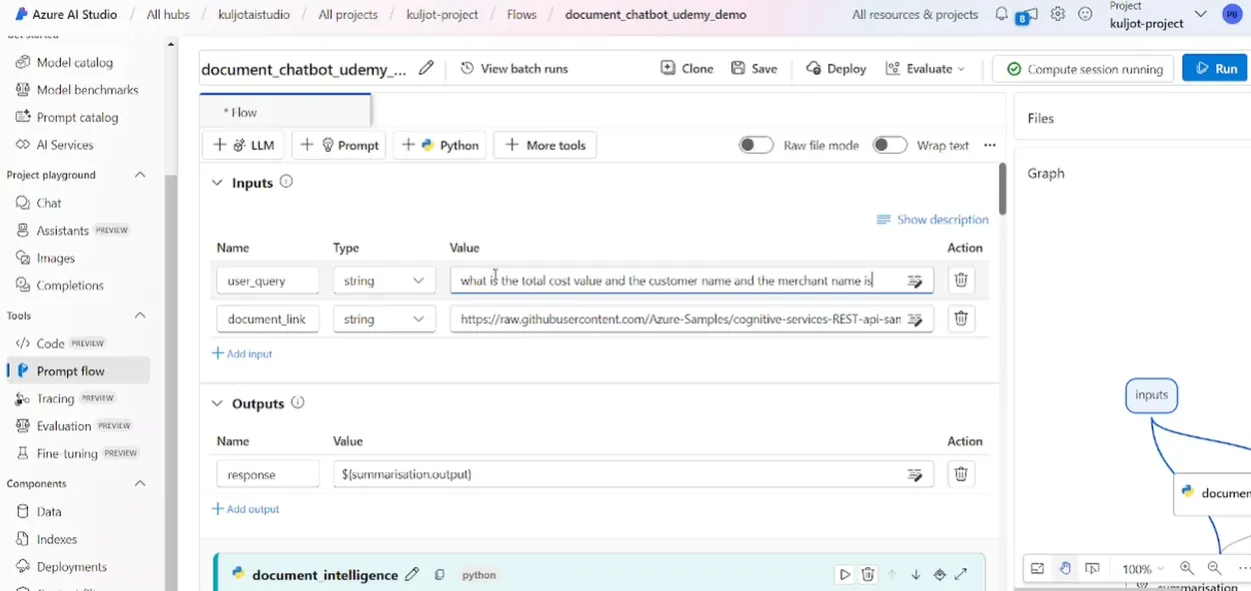 Azure AI Studio / All hubs / kuljotaistudio / All projects / kuljot-project / Flows / document_chatbot_udemy_demo
All resources & projects
8
Project
kuljot-project
PB
Model catalog
Model benchmarks
Prompt catalog
AI Services
Project playground
Chat
Assistants PREVIEW
Images
Completions
Tools
Code PREVIEW
Prompt flow
Tracing PREVIEW
Evaluation PREVIEW
Fine-tuning PREVIEW
Components
Data
Indexes
Deployments
document_chatbot_udemy_...
View batch runs
Clone
Save
Deploy
Evaluate
Compute session running
Run
* Flow
+ LLM
+ Prompt
+ Python
+ More tools
Raw file mode
Wrap text
...
Inputs
Show description
Name Type Value Action
user_query string what is the total cost value and the customer name and the merchant name is
document_link string https://raw.githubusercontent.com/Azure-Samples/cognitive-services-REST-api-san
+ Add input
Outputs
Name Value Action
response ${summarisation.output}
+ Add output
document_intelligence python
Files
Graph
inputs
documen
100%
summarisation